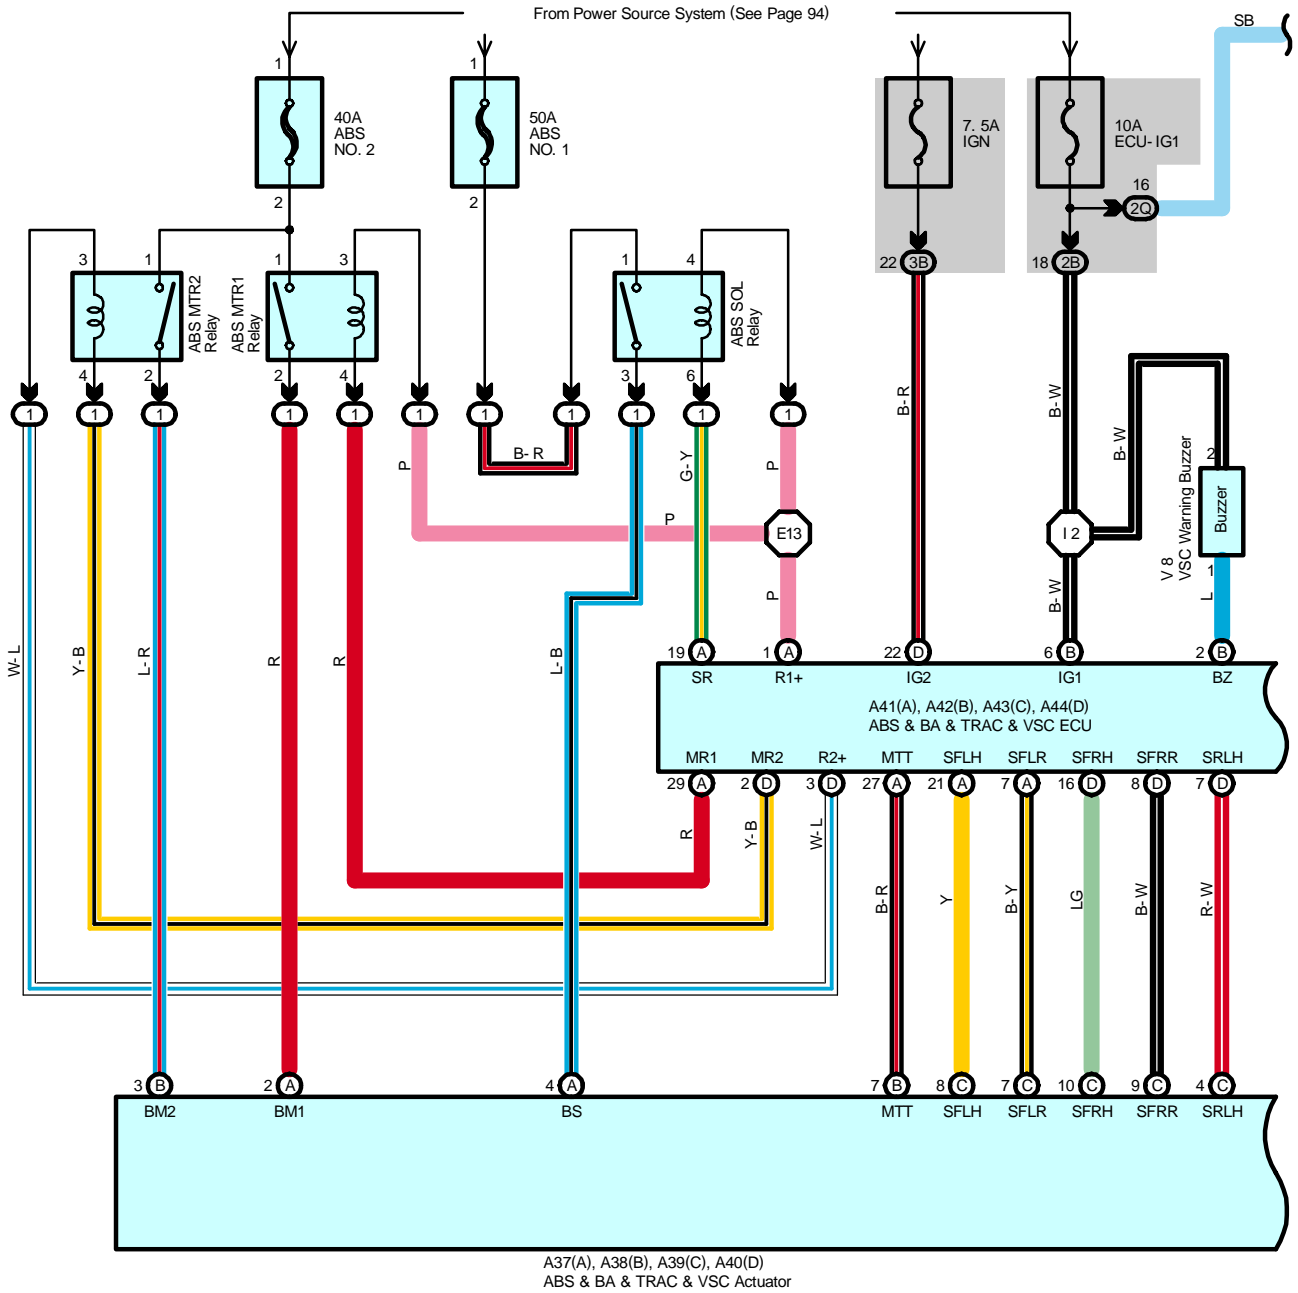 From Power Source System (See Page 94)
SB
1
1
40A
ABS
NO. 2
50A
ABS
NO. 1
7. 5A
IGN
10A
ECU- IG1
2
2
16
2Q
22 3B
18 2B
3 1
1 3
1 4
ABS MTR2
Relay
ABS MTR1
Relay
ABS SOL
Relay
4 2
2 4
3 6
1 1 1 1 1 1 1 1 1 1 1
B- R
P
G- Y
P
B- R
B- W
B- W
2
Buzzer
V 8
VSC Warning Buzzer
1
P
E13
I 2
P
B- W
L
W- L
Y- B
L- R
R
R
L- B
19 A
1 A
22 D
6 B
2 B
SR
R1+
IG2
IG1
BZ
A41(A), A42(B), A43(C), A44(D)
ABS & BA & TRAC & VSC ECU
MR1
MR2
R2+
MTT
SFLH
SFLR
SFRH
SFRR
SRLH
29 A
2 D
3 D
27 A
21 A
7 A
16 D
8 D
7 D
R
Y- B
W- L
B- R
Y
B- Y
LG
B- W
R- W
3 B
2 A
4 A
7 B
8 C
7 C
10 C
9 C
4 C
BM2
BM1
BS
MTT
SFLH
SFLR
SFRH
SFRR
SRLH
A37(A), A38(B), A39(C), A40(D)
ABS & BA & TRAC & VSC Actuator